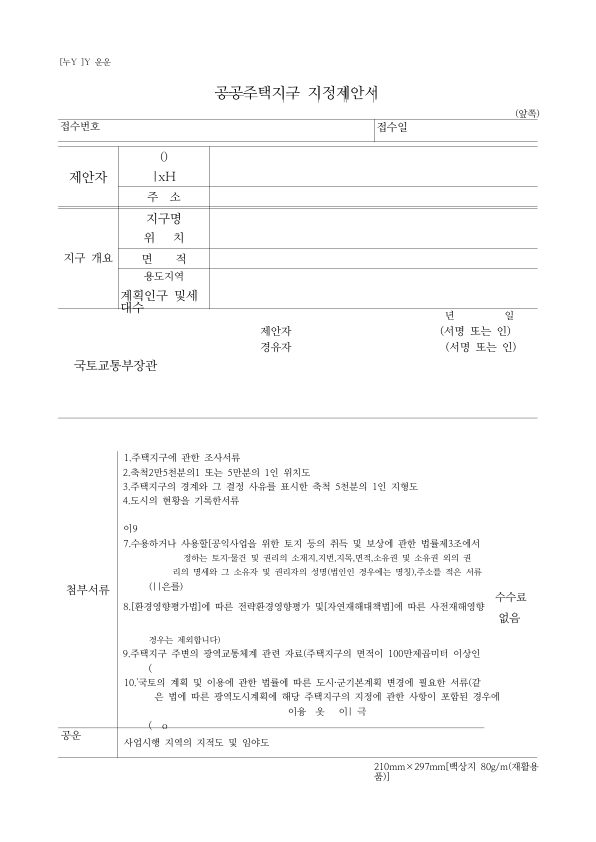 [누Y ]Y 운운
공공주택지구 지정제안서
(앞쪽)
접수번호 접수일
제안자
()
|xH
주 소
지구 개요
지구명
위 치
면 적
용도지역
계획인구 및세
대수
년 일
제안자 (서명 또는 인)
경유자 (서명 또는 인)
국토교통부장관
첨부서류
1.주택지구에 관한 조사서류
2.축척2만5천분의1 또는 5만분의 1인 위치도
3.주택지구의 경계와 그 결정 사유를 표시한 축척 5천분의 1인 지형도
4.도시의 현황을 기록한서류
이9
7.수용하거나 사용할[공익사업을 위한 토지 등의 취득 및 보상에 관한 법률제3조에서
정하는 토지·물건 및 권리의 소재지,지번,지목,면적,소유권 및 소유권 외의 권
리의 명세와 그 소유자 및 권리자의 성명(법인인 경우에는 명칭),주소를 적은 서류
(||은를)
8.[환경영향평가법]에 따른 전략환경영향평가 및[자연재해대책법]에 따른 사전재해영향
경우는 제외합니다)
9.주택지구 주변의 광역교통체계 관련 자료(주택지구의 면적이 100만제곱미터 이상인
(
10.'국토의 계획 및 이용에 관한 법률에 따른 도시·군기본계획 변경에 필요한 서류(같
은 법에 따른 광역도시계획에 해당 주택지구의 지정에 관한 사항이 포함된 경우에
이융 웃 이| 극
( o
수수료
없음
공운
사업시행 지역의 지적도 및 임야도
210mm×297mm[백상지 80g/m(재활용
품)]